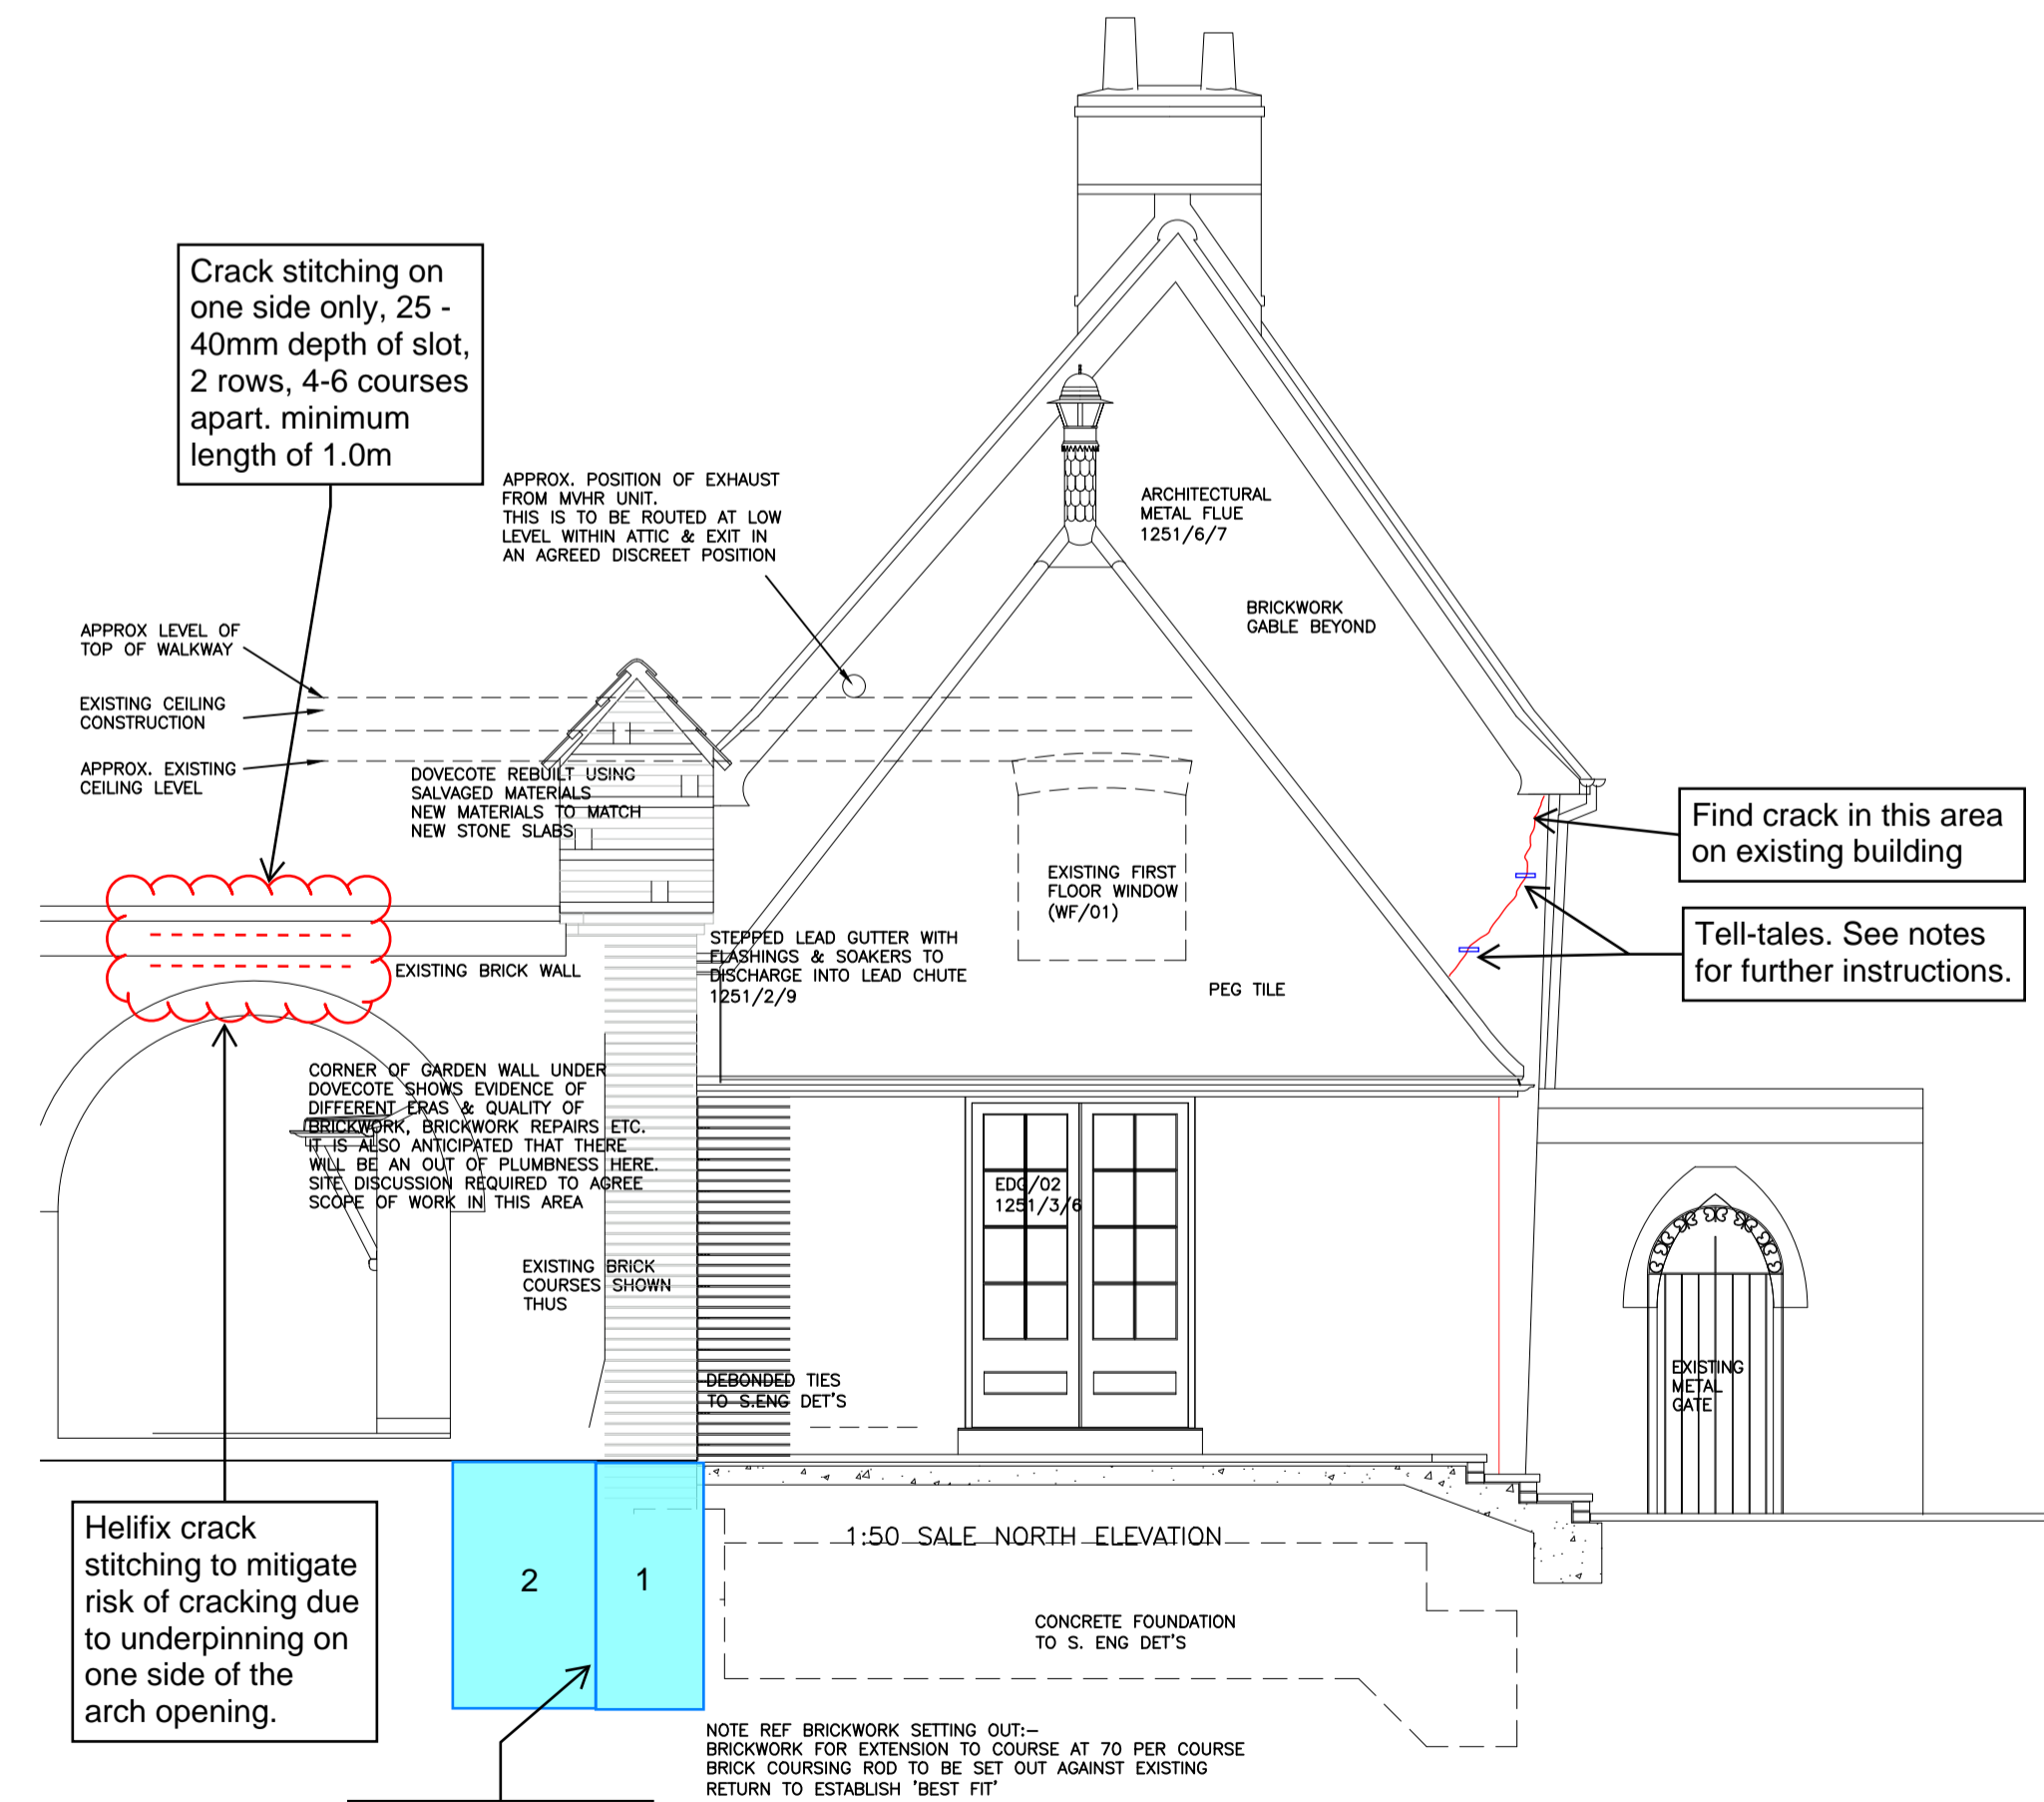 Crack stitching on
one side only, 25 -
40mm depth of slot,
2 rows, 4-6 courses
apart. minimum
length of 1.0m
APPROX. POSITION OF EXHAUST
FROM MVHR UNIT.
THIS IS TO BE ROUTED AT LOW
LEVEL WITHIN ATTIC & EXIT IN
AN AGREED DISCREET POSITION
ARCHITECTURAL
METAL FLUE
1251/6/7
BRICKWORK
GABLE BEYOND
APPROX LEVEL OF
TOP OF WALKWAY
EXISTING CEILING
CONSTRUCTION
APPROX. EXISTING
CEILING LEVEL
DOVECOTE REBUILT USING
SALVAGED MATERIALS
NEW MATERIALS TO MATCH
NEW STONE SLABS
Find crack in this area
on existing building
EXISTING FIRST
FLOOR WINDOW
(WF/01)
Tell-tales. See notes
for further instructions.
STEPPED LEAD GUTTER WITH
FLASHINGS & SOAKERS TO
DISCHARGE INTO LEAD CHUTE
1251/2/9
EXISTING BRICK WALL
PEG TILE
CORNER OF GARDEN WALL UNDER
DOVECOTE SHOWS EVIDENCE OF
DIFFERENT ERAS & QUALITY OF
BRICKWORK, BRICKWORK REPAIRS ETC.
IT IS ALSO ANTICIPATED THAT THERE
WILL BE AN OUT OF PLUMBNESS HERE.
SITE DISCUSSION REQUIRED TO AGREE
SCOPE OF WORK IN THIS AREA
EDG/02
1251/3/6
EXISTING BRICK
COURSES SHOWN
THUS
DEBONDED TIES
TO S.ENG DET'S
EXISTING
METAL
GATE
Helifix crack
stitching to mitigate
risk of cracking due
to underpinning on
one side of the
arch opening.
2
1
1:50 SALE NORTH ELEVATION
CONCRETE FOUNDATION
TO S. ENG DET'S
NOTE REF BRICKWORK SETTING OUT:-
BRICKWORK FOR EXTENSION TO COURSE AT 70 PER COURSE
BRICK COURSING ROD TO BE SET OUT AGAINST EXISTING
RETURN TO ESTABLISH 'BEST FIT'